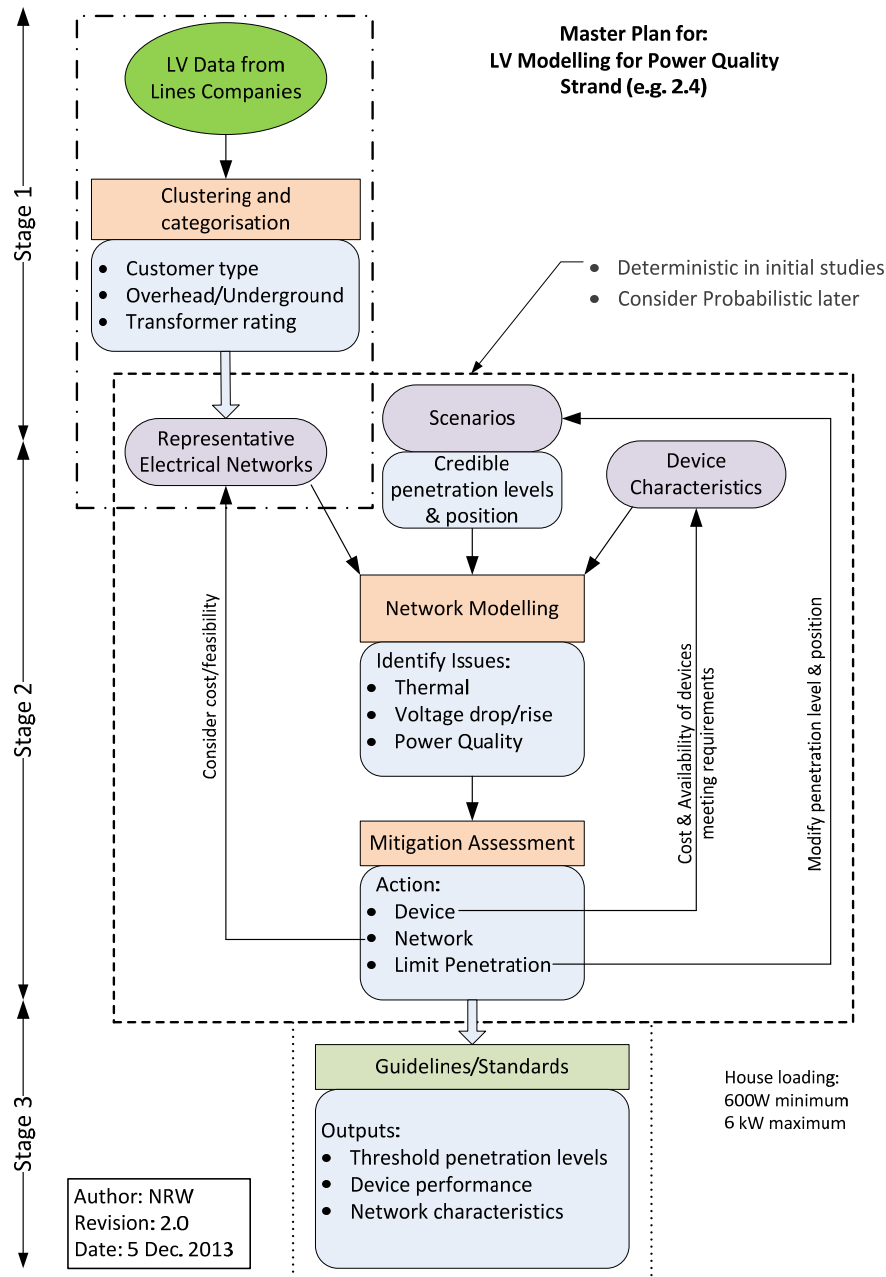 Master Plan for:
LV Modelling for Power Quality
Strand (e.g. 2.4)
Stage 1
LV Data from
Lines Companies
Clustering and
categorisation
• Customer type
• Overhead/Underground
• Transformer rating
• Deterministic in initial studies
• Consider Probabilistic later
Stage 2
Representative
Electrical Networks
Scenarios
Credible
penetration levels
& position
Device
Characteristics
Network Modelling
Identify Issues:
• Thermal
• Voltage drop/rise
• Power Quality
Consider cost/feasibility
Cost & Availability of devices
meeting requirements
Modify penetration level & position
Mitigation Assessment
Action:
• Device
• Network
• Limit Penetration
Stage 3
Guidelines/Standards
Outputs:
• Threshold penetration levels
• Device performance
• Network characteristics
House loading:
600W minimum
6 kW maximum
Author: NRW
Revision: 2.0
Date: 5 Dec. 2013